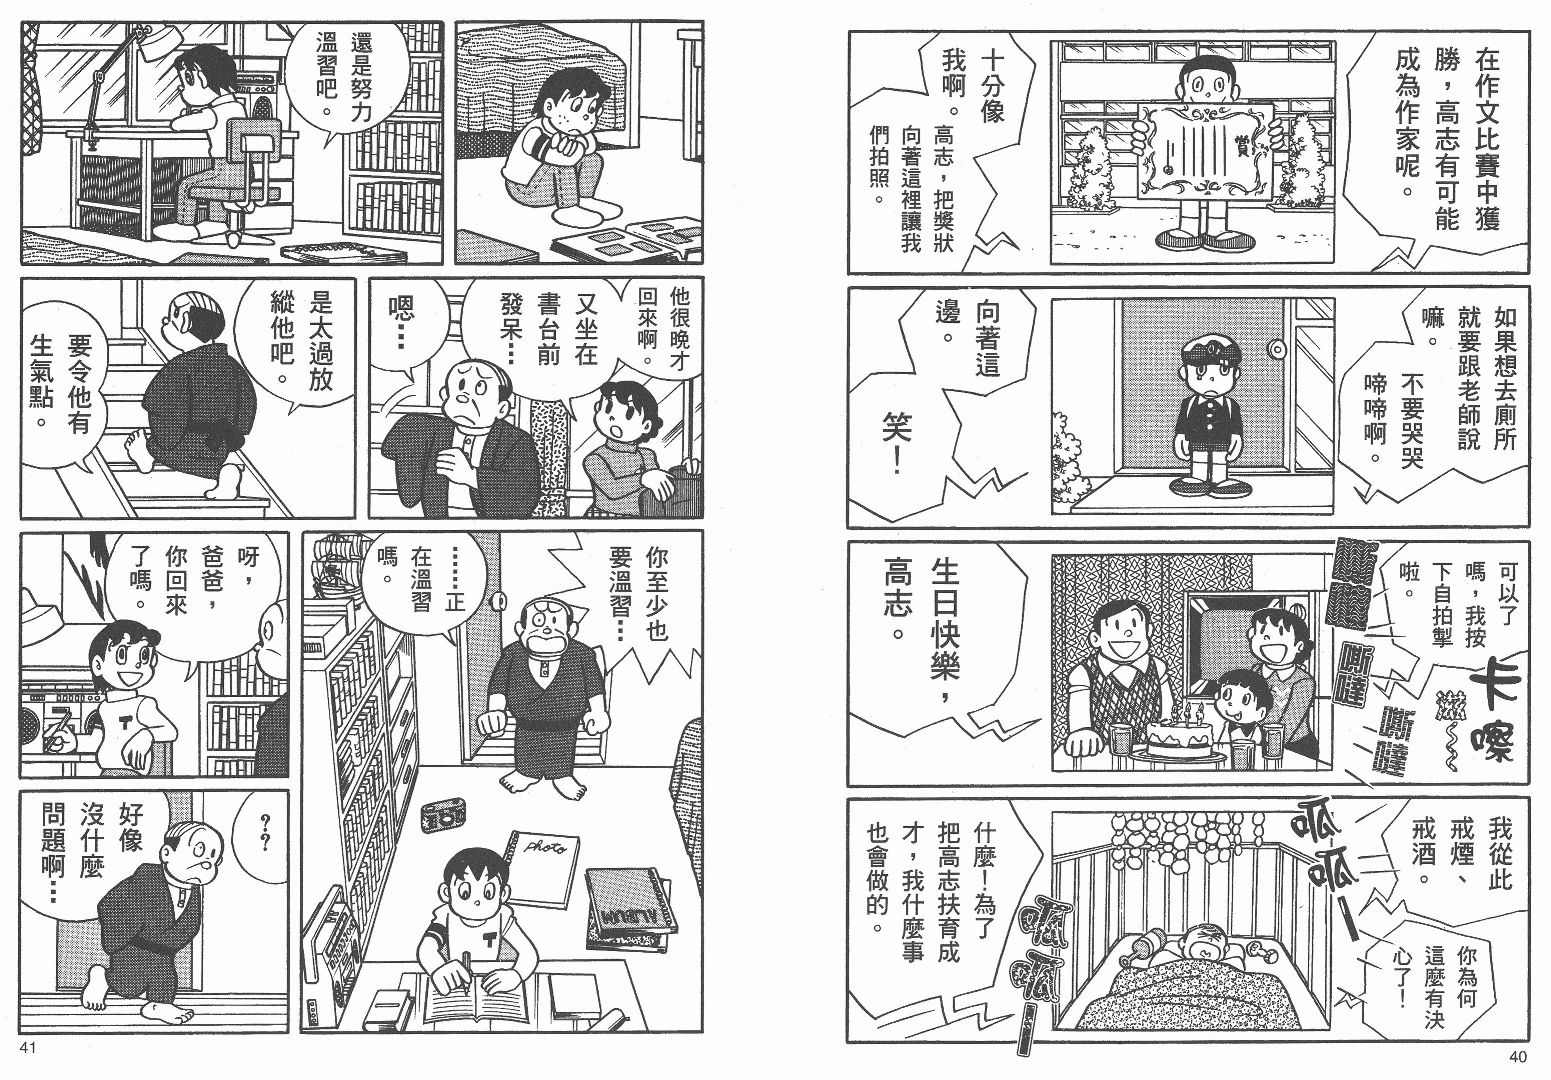 在作文比賽中獲
勝，高志有可能
成為作家呢。
賞
十分像
我啊。
高志，把獎狀
向著這裡讓我
們拍照。
如果想去廁所
就要跟老師說
嘛。
不要哭哭
啼啼啊。
向著這
邊。
笑！
可以了
嗎，我按
下自拍掣
啦。
嘶噠
嘶噠
嘶噠
滋
卡嚓
生日快樂，
高志。
我從此
戒煙、
戒酒。
你為何
這麼有決
心了！
呱
呱！
呱
呱！
什麼！為了
把高志扶育成
才，我什麼事
也會做的。
40
還是努力
溫習吧。
他很晚才
回來啊。
又坐在
書台前
發呆…
嗯…
是太過放
縱他吧。
要令他有
生氣點。
你至少也
要溫習…
……正
在溫習
嗎。
photo
呀，
爸爸，
你回來
了嗎。
T
T
??
好像
沒什麼
問題啊…
41